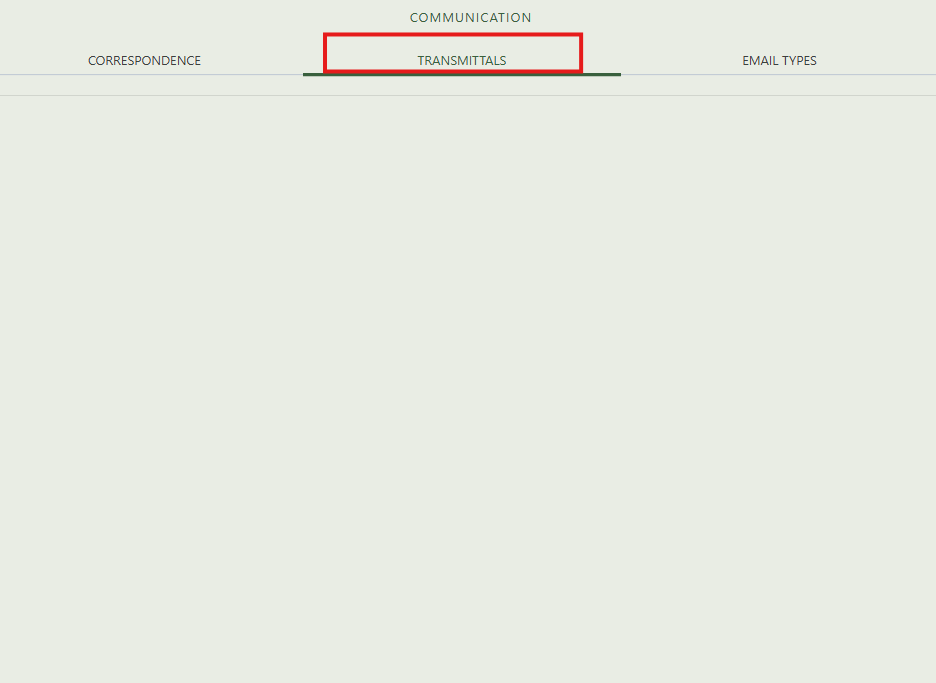 COMMUNICATION
CORRESPONDENCE TRANSMITTALS EMAIL TYPES